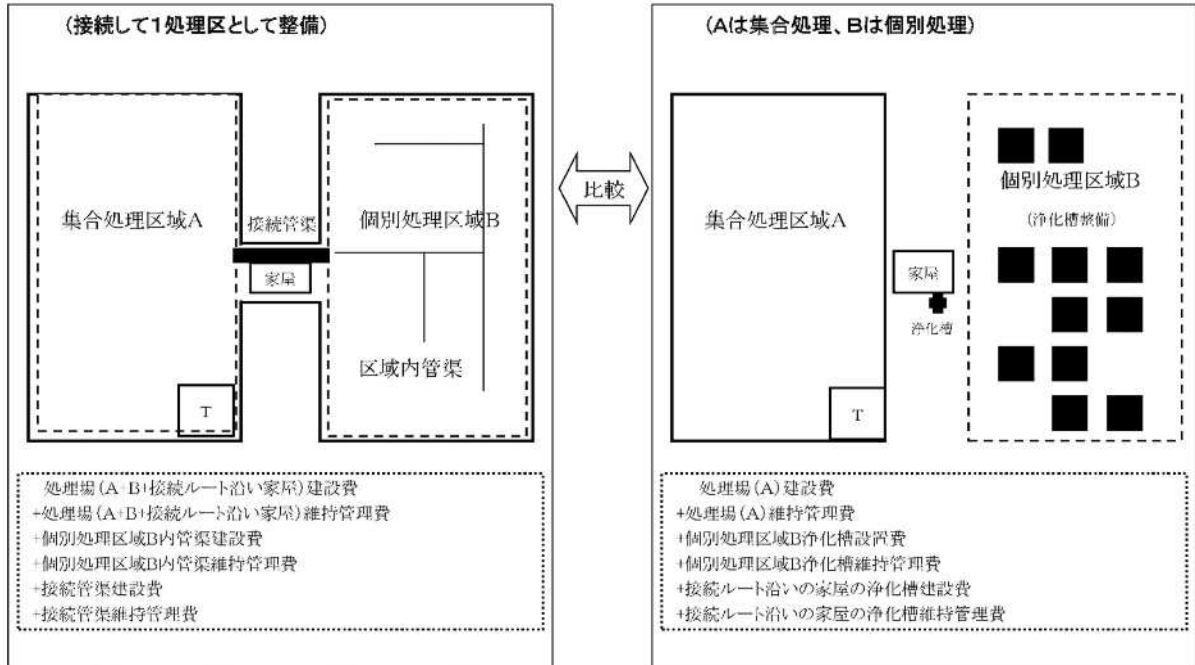 (接続して1処理区として整備)
集合処理区域A
接続管渠
家屋
個別処理区域B
区域内管渠
T
処理場(A+B+接続ルート沿い家屋)建設費
+処理場(A+B+接続ルート沿い家屋)維持管理費
+個別処理区域B内管渠建設費
+個別処理区域B内管渠維持管理費
+接続管渠建設費
+接続管渠維持管理費
比較
(Aは集合処理、Bは個別処理)
集合処理区域A
T
家屋
浄化槽
個別処理区域B
(浄化槽整備)
処理場(A)建設費
+処理場(A)維持管理費
+個別処理区域B浄化槽設置費
+個別処理区域B浄化槽維持管理費
+接続ルート沿いの家屋の浄化槽建設費
+接続ルート沿いの家屋の浄化槽維持管理費